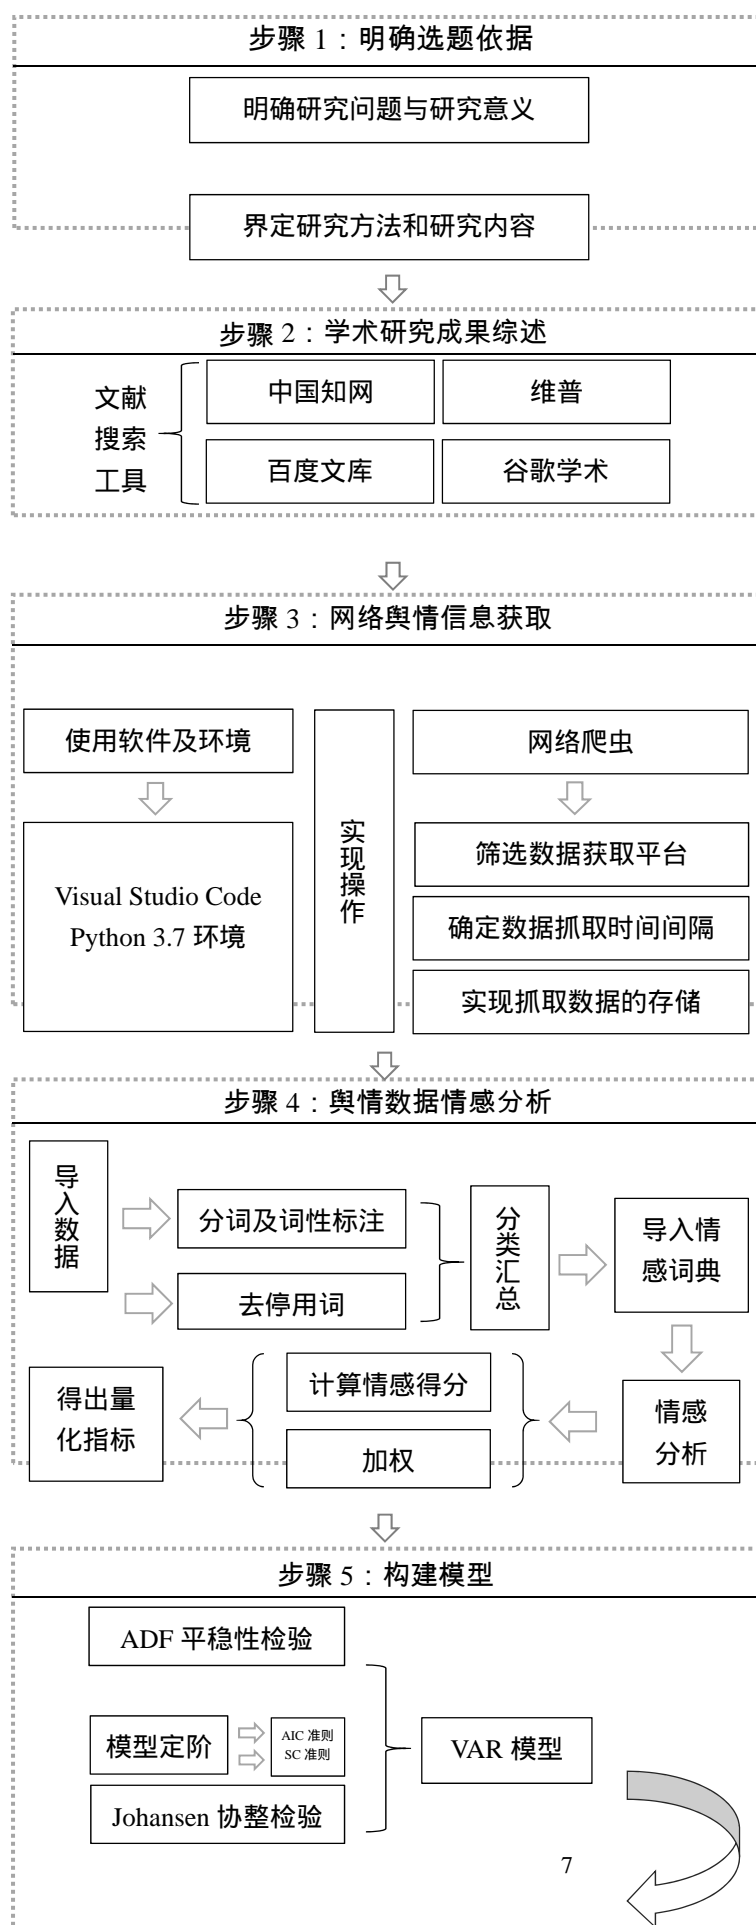 步骤 1：明确选题依据
明确研究问题与研究意义
界定研究方法和研究内容
步骤 2：学术研究成果综述
文献
搜索
工具
中国知网
维普
百度文库
谷歌学术
步骤 3：网络舆情信息获取
使用软件及环境
Visual Studio Code
Python 3.7 环境
实现操作
网络爬虫
筛选数据获取平台
确定数据抓取时间间隔
实现抓取数据的存储
步骤 4：舆情数据情感分析
导入数据
分词及词性标注
去停用词
分类汇总
导入情
感词典
情感
分析
计算情感得分
加权
得出量
化指标
步骤 5：构建模型
ADF 平稳性检验
模型定阶
AIC 准则
SC 准则
Johansen 协整检验
VAR 模型
7